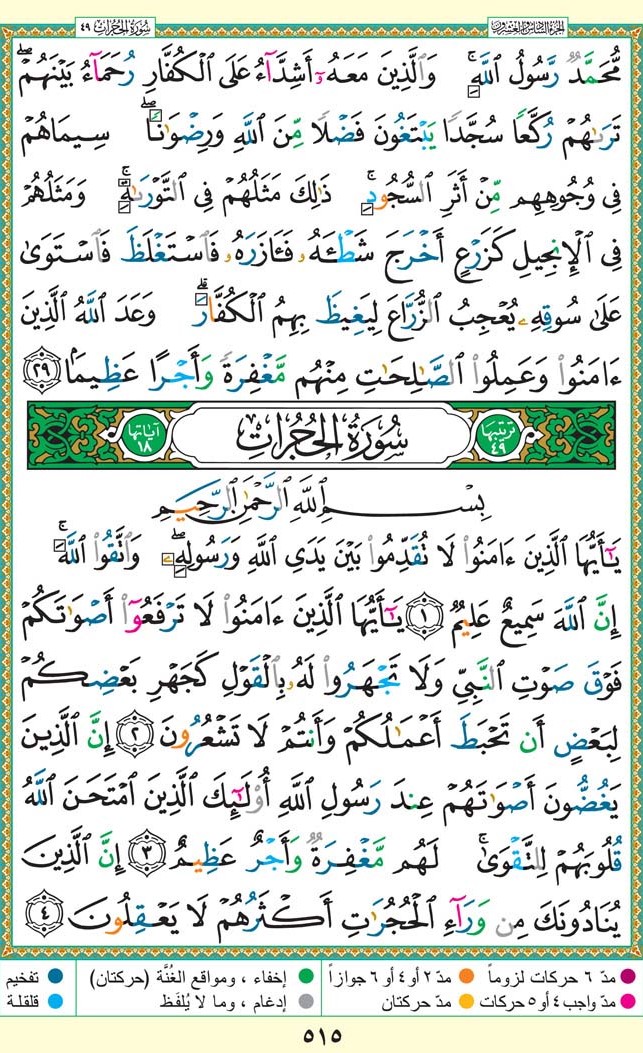 الجزء السادس والعشرون
سُورَةُ الحُجُرَات ٤٩
مُّحَمَّدٌ رَّسُولُ ٱللَّهِۚ وَٱلَّذِينَ مَعَهُۥٓ أَشِدَّآءُ عَلَى ٱلْكُفَّارِ رُحَمَآءُ بَيْنَهُمْۖ
تَرَىٰهُمْ رُكَّعًا سُجَّدًا يَبْتَغُونَ فَضْلًا مِّنَ ٱللَّهِ وَرِضْوَٰنًاۖ سِيمَاهُمْ
فِى وُجُوهِهِم مِّنْ أَثَرِ ٱلسُّجُودِۚ ذَٰلِكَ مَثَلُهُمْ فِى ٱلتَّوْرَىٰةِۚ وَمَثَلُهُمْ
فِى ٱلْإِنجِيلِ كَزَرْعٍ أَخْرَجَ شَطْـَٔهُۥ فَـَٔازَرَهُۥ فَٱسْتَغْلَظَ فَٱسْتَوَىٰ
عَلَىٰ سُوقِهِۦ يُعْجِبُ ٱلزُّرَّاعَ لِيَغِيظَ بِهِمُ ٱلْكُفَّارَۗ وَعَدَ ٱللَّهُ ٱلَّذِينَ
ءَامَنُوا۟ وَعَمِلُوا۟ ٱلصَّـٰلِحَـٰتِ مِنْهُم مَّغْفِرَةً وَأَجْرًا عَظِيمًۢا ٢٩
ترتيبها ٤٩
سُورَةُ الحُجُرَاتِ
آياتها ١٨
بِسْمِ ٱللَّهِ ٱلرَّحْمَـٰنِ ٱلرَّحِيمِ
يَـٰٓأَيُّهَا ٱلَّذِينَ ءَامَنُوا۟ لَا تُقَدِّمُوا۟ بَيْنَ يَدَىِ ٱللَّهِ وَرَسُولِهِۦۖ وَٱتَّقُوا۟ ٱللَّهَۚ
إِنَّ ٱللَّهَ سَمِيعٌ عَلِيمٌ ١ يَـٰٓأَيُّهَا ٱلَّذِينَ ءَامَنُوا۟ لَا تَرْفَعُوٓا۟ أَصْوَٰتَكُمْ
فَوْقَ صَوْتِ ٱلنَّبِىِّ وَلَا تَجْهَرُوا۟ لَهُۥ بِٱلْقَوْلِ كَجَهْرِ بَعْضِكُمْ
لِبَعْضٍ أَن تَحْبَطَ أَعْمَـٰلُكُمْ وَأَنتُمْ لَا تَشْعُرُونَ ٢ إِنَّ ٱلَّذِينَ
يَغُضُّونَ أَصْوَٰتَهُمْ عِندَ رَسُولِ ٱللَّهِ أُو۟لَـٰٓئِكَ ٱلَّذِينَ ٱمْتَحَنَ ٱللَّهُ
قُلُوبَهُمْ لِلتَّقْوَىٰۚ لَهُم مَّغْفِرَةٌ وَأَجْرٌ عَظِيمٌ ٣ إِنَّ ٱلَّذِينَ
يُنَادُونَكَ مِن وَرَآءِ ٱلْحُجُرَٰتِ أَكْثَرُهُمْ لَا يَعْقِلُونَ ٤
مدّ ٦ حركات لزوماً مدّ ٢ أو ٤ أو ٦ جوازاً إخفاء ، ومواقع الغُنَّة (حركتان) تفخيم
مدّ واجب ٤ أو ٥ حركات مدّ حركتان إدغام ، وما لا يُلفَظ قلقلة
٥١٥